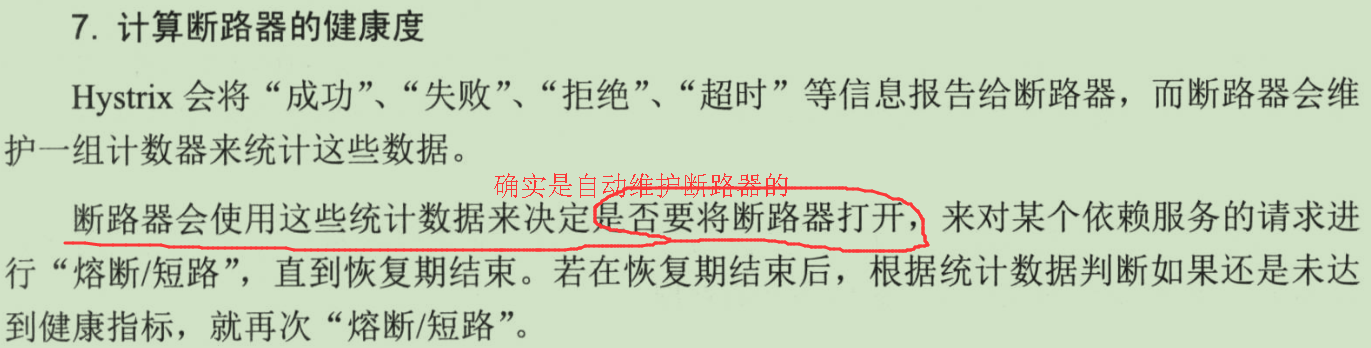 7. 计算断路器的健康度
Hystrix 会将“成功”、“失败”、“拒绝”、“超时”等信息报告给断路器，而断路器会维
护一组计数器来统计这些数据。
确实是自动维护断路器的
断路器会使用这些统计数据来决定是否要将断路器打开，来对某个依赖服务的请求进
行“熔断/短路”，直到恢复期结束。若在恢复期结束后，根据统计数据判断如果还是未达
到健康指标，就再次“熔断/短路”。